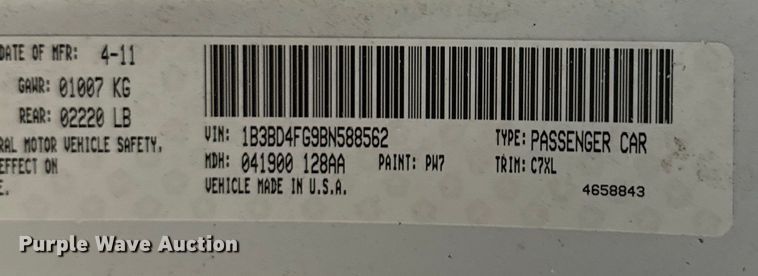 DATE OF MFR: 4-11
GAWR: 01007 KG
REAR: 02220 LB
RAL MOTOR VEHICLE SAFETY,
EFFECT ON
E.
VIN: 1B3BD4FG9BN588562
TYPE: PASSENGER CAR
MDH: 041900 128AA PAINT: PW7 TRIM: C7XL
VEHICLE MADE IN U.S.A.
4658843
Purple Wave Auction